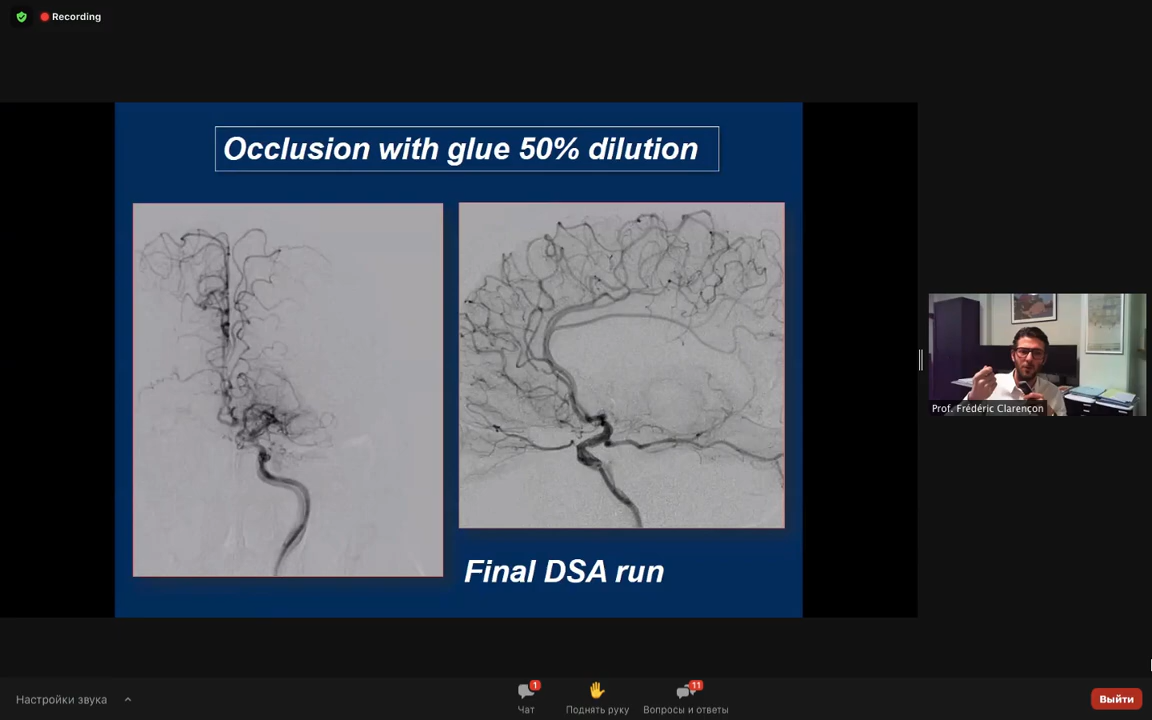 Recording
Occlusion with glue 50% dilution
Final DSA run
Prof. Frédéric Clarençon
Настройки звука
1
Чат
Поднять руку
11
Вопросы и ответы
Выйти